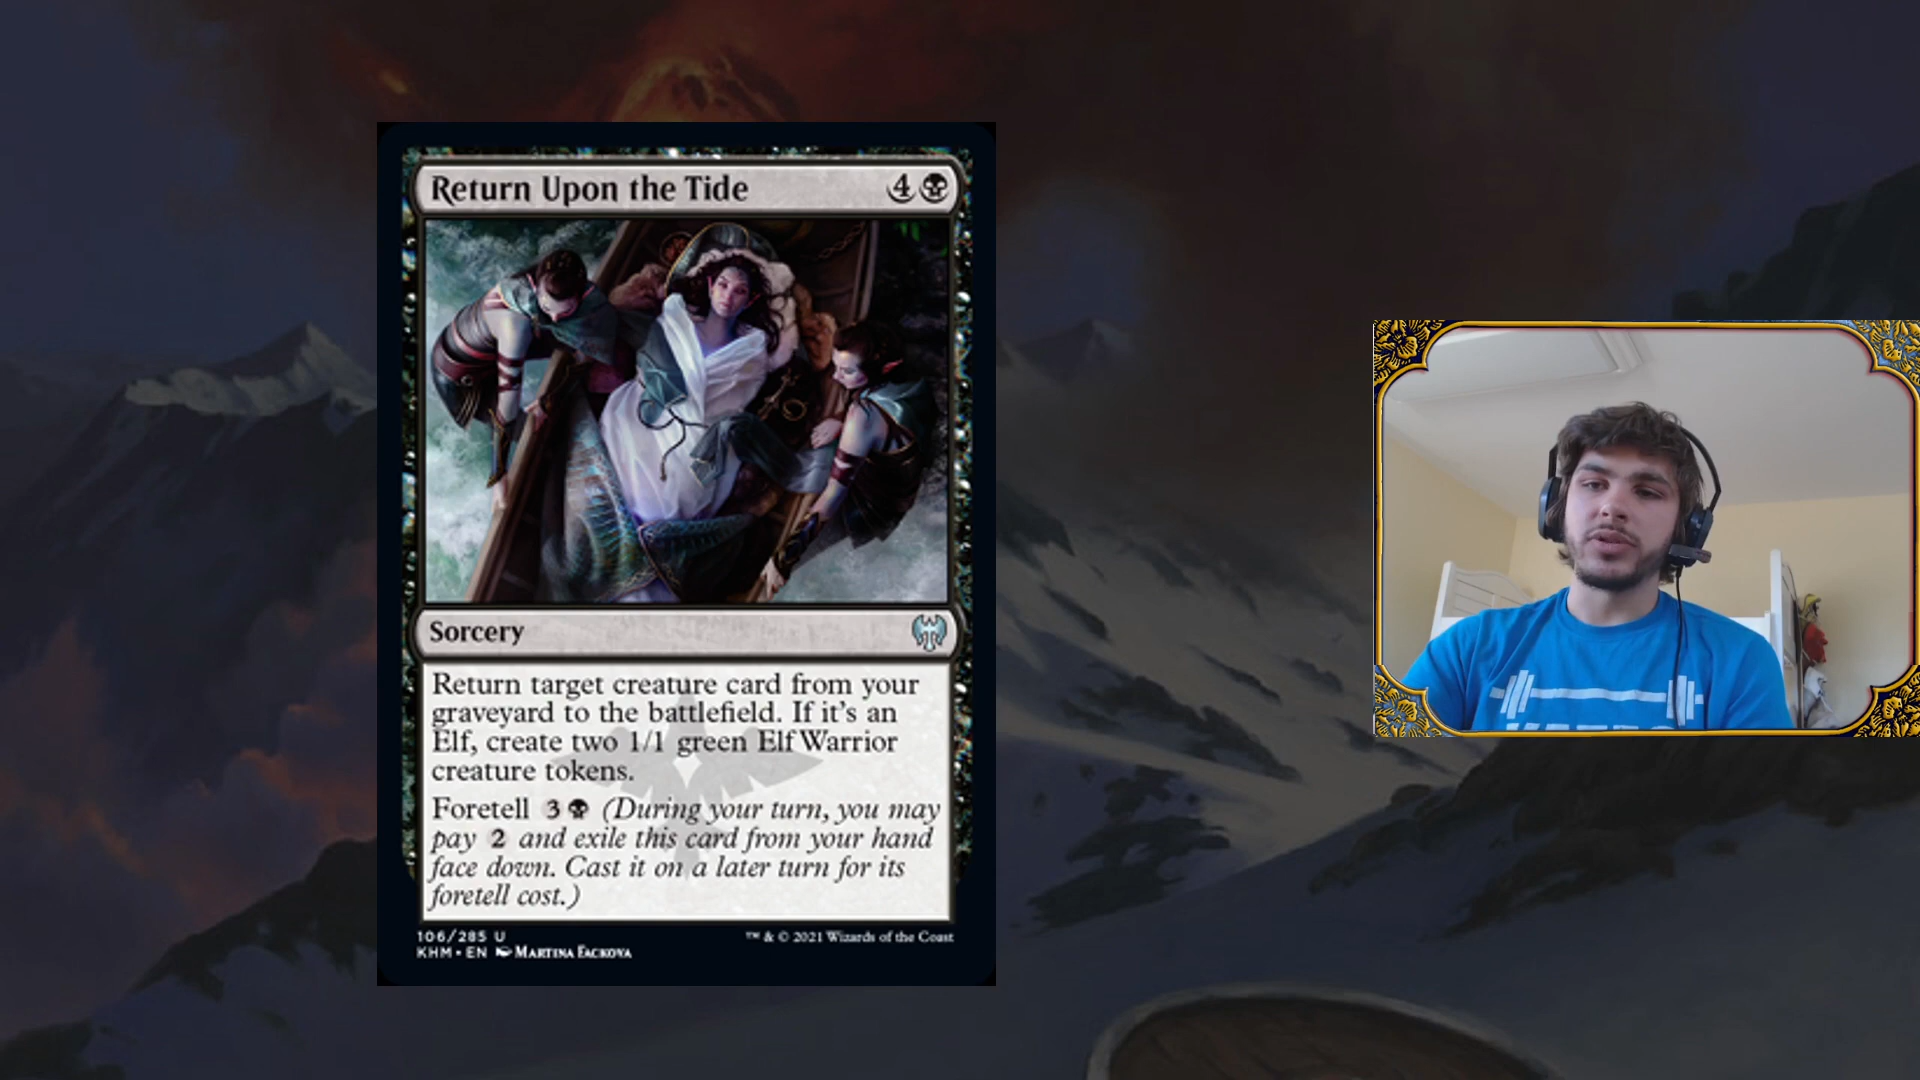 Return Upon the Tide 4
Sorcery
Return target creature card from your
graveyard to the battlefield. If it's an
Elf, create two 1/1 green Elf Warrior
creature tokens.
Foretell 3 (During your turn, you may
pay 2 and exile this card from your hand
face down. Cast it on a later turn for its
foretell cost.)
106/285 U
KHM • EN Martina Fackova
™ & © 2021 Wizards of the Coast